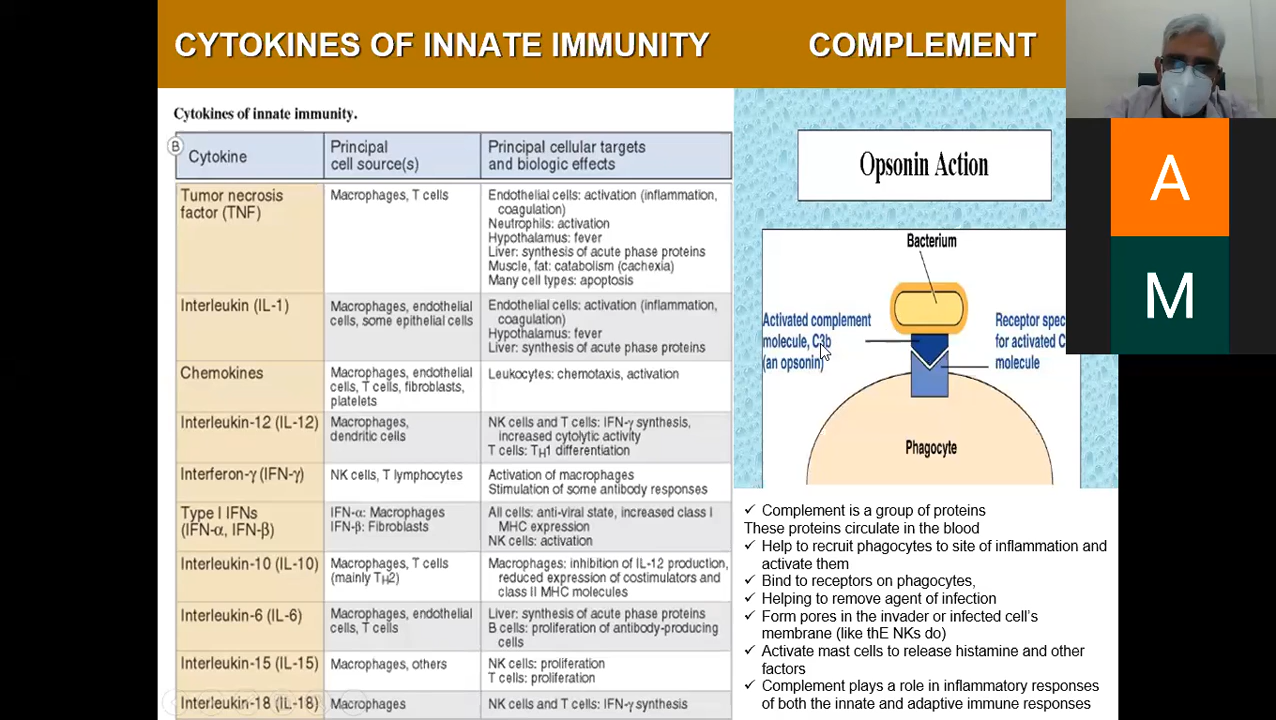 CYTOKINES OF INNATE IMMUNITY
COMPLEMENT
Cytokines of innate immunity.
B
Cytokine
Principal
cell source(s)
Principal cellular targets
and biologic effects
Tumor necrosis
factor (TNF)
Macrophages, T cells
Endothelial cells: activation (inflammation,
coagulation)
Neutrophils: activation
Hypothalamus: fever
Liver: synthesis of acute phase proteins
Muscle, fat: catabolism (cachexia)
Many cell types: apoptosis
Interleukin (IL-1)
Macrophages, endothelial
cells, some epithelial cells
Endothelial cells: activation (inflammation,
coagulation)
Hypothalamus: fever
Liver: synthesis of acute phase proteins
Chemokines
Macrophages, endothelial
cells, T cells, fibroblasts,
platelets
Leukocytes: chemotaxis, activation
Interleukin-12 (IL-12)
Macrophages,
dendritic cells
NK cells and T cells: IFN-γ synthesis,
increased cytolytic activity
T cells: TH1 differentiation
Interferon-γ (IFN-γ)
NK cells, T lymphocytes
Activation of macrophages
Stimulation of some antibody responses
Type I IFNs
(IFN-α, IFN-β)
IFN-α: Macrophages
IFN-β: Fibroblasts
All cells: anti-viral state, increased class I
MHC expression
NK cells: activation
Interleukin-10 (IL-10)
Macrophages, T cells
(mainly TH2)
Macrophages: inhibition of IL-12 production,
reduced expression of costimulators and
class II MHC molecules
Interleukin-6 (IL-6)
Macrophages, endothelial
cells, T cells
Liver: synthesis of acute phase proteins
B cells: proliferation of antibody-producing
cells
Interleukin-15 (IL-15)
Macrophages, others
NK cells: proliferation
T cells: proliferation
Interleukin-18 (IL-18)
Macrophages
NK cells and T cells: IFN-γ synthesis
Opsonin Action
Bacterium
Activated complement
molecule, C3b
(an opsonin)
Receptor spec
for activated C
molecule
Phagocyte
✓ Complement is a group of proteins
These proteins circulate in the blood
✓ Help to recruit phagocytes to site of inflammation and
activate them
✓ Bind to receptors on phagocytes,
✓ Helping to remove agent of infection
✓ Form pores in the invader or infected cell's
membrane (like thE NKs do)
✓ Activate mast cells to release histamine and other
factors
✓ Complement plays a role in inflammatory responses
of both the innate and adaptive immune responses
A
M